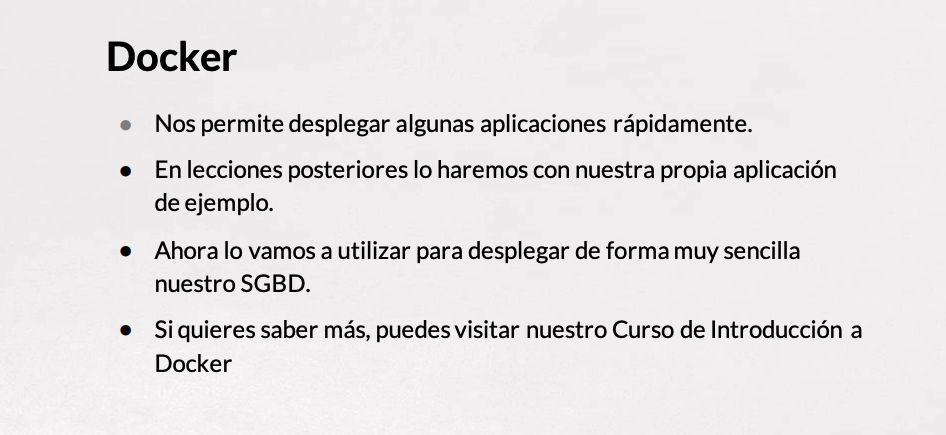 Docker
Nos permite desplegar algunas aplicaciones rápidamente.
En lecciones posteriores lo haremos con nuestra propia aplicación
de ejemplo.
Ahora lo vamos a utilizar para desplegar de forma muy sencilla
nuestro SGBD.
Si quieres saber más, puedes visitar nuestro Curso de Introducción a
Docker